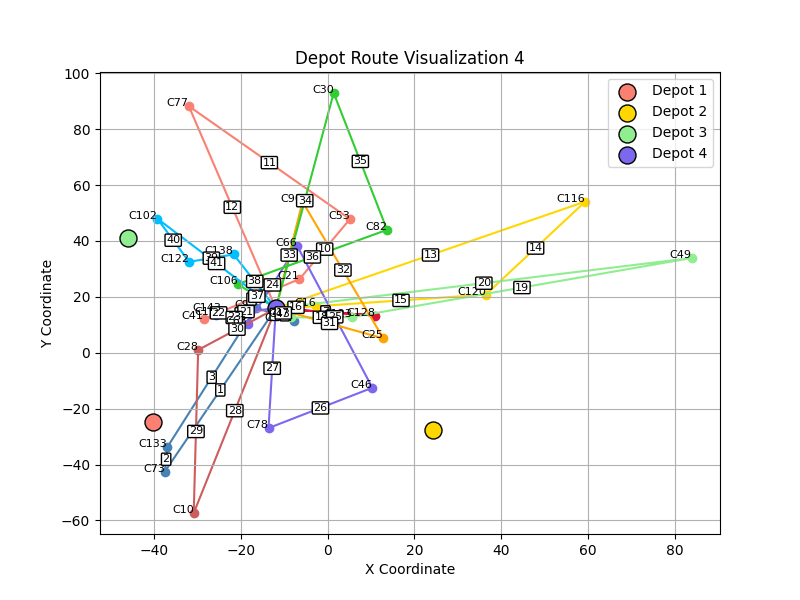 Depot Route Visualization 4
Y Coordinate
100
80
60
40
20
0
−20
−40
−60
−40
−20
0
20
40
60
80
X Coordinate
Depot 1
Depot 2
Depot 3
Depot 4
C30
C77
11
35
C116
C9
34
12
C102
C53
C82
40
C66
14
C138
10
33
36
13
C122
41
C49
32
C21
C106
38
24
20
19
C120
37
15
C16
C143
16
C128
22
21
C41
31
30
C25
C28
27
3
1
C46
26
28
C78
29
C133
2
C73
C10